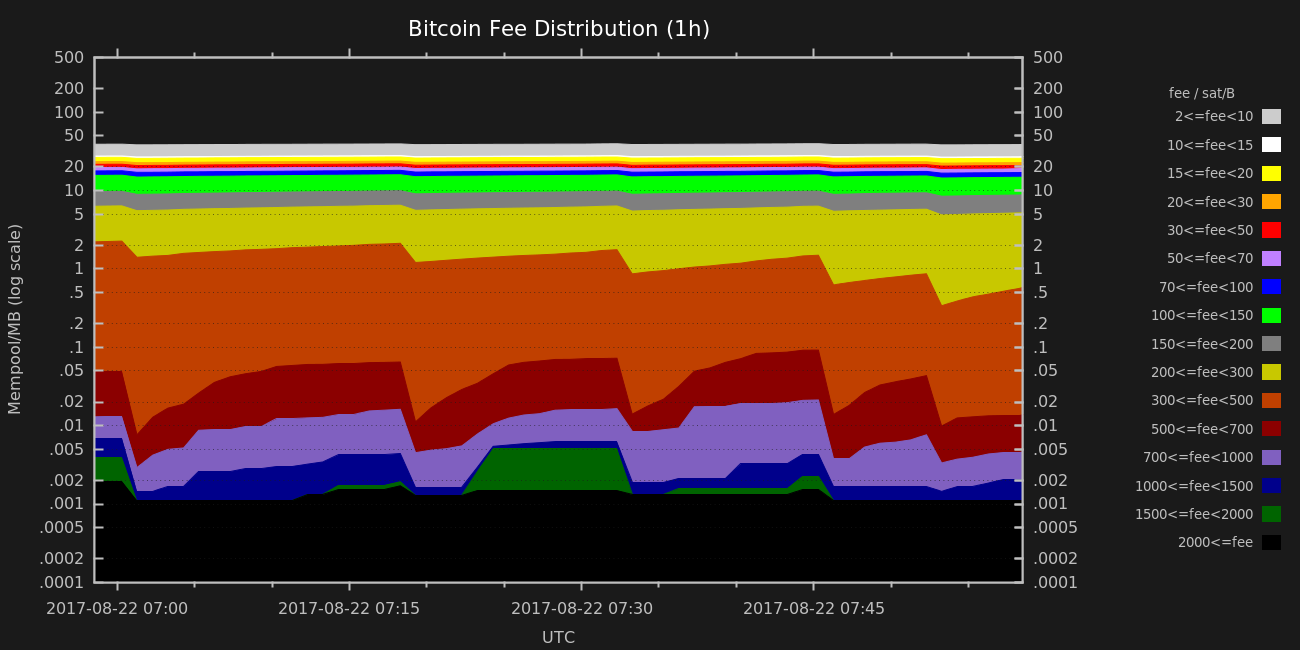 Bitcoin Fee Distribution (1h)
500
200
100
50
20
10
5
2
1
.5
.2
.1
.05
.02
.01
.005
.002
.001
.0005
.0002
.0001
Mempool/MB (log scale)
500
200
100
50
20
10
5
2
1
.5
.2
.1
.05
.02
.01
.005
.002
.001
.0005
.0002
.0001
2017-08-22 07:00 2017-08-22 07:15 2017-08-22 07:30 2017-08-22 07:45
UTC
fee / sat/B
2<=fee<10
10<=fee<15
15<=fee<20
20<=fee<30
30<=fee<50
50<=fee<70
70<=fee<100
100<=fee<150
150<=fee<200
200<=fee<300
300<=fee<500
500<=fee<700
700<=fee<1000
1000<=fee<1500
1500<=fee<2000
2000<=fee